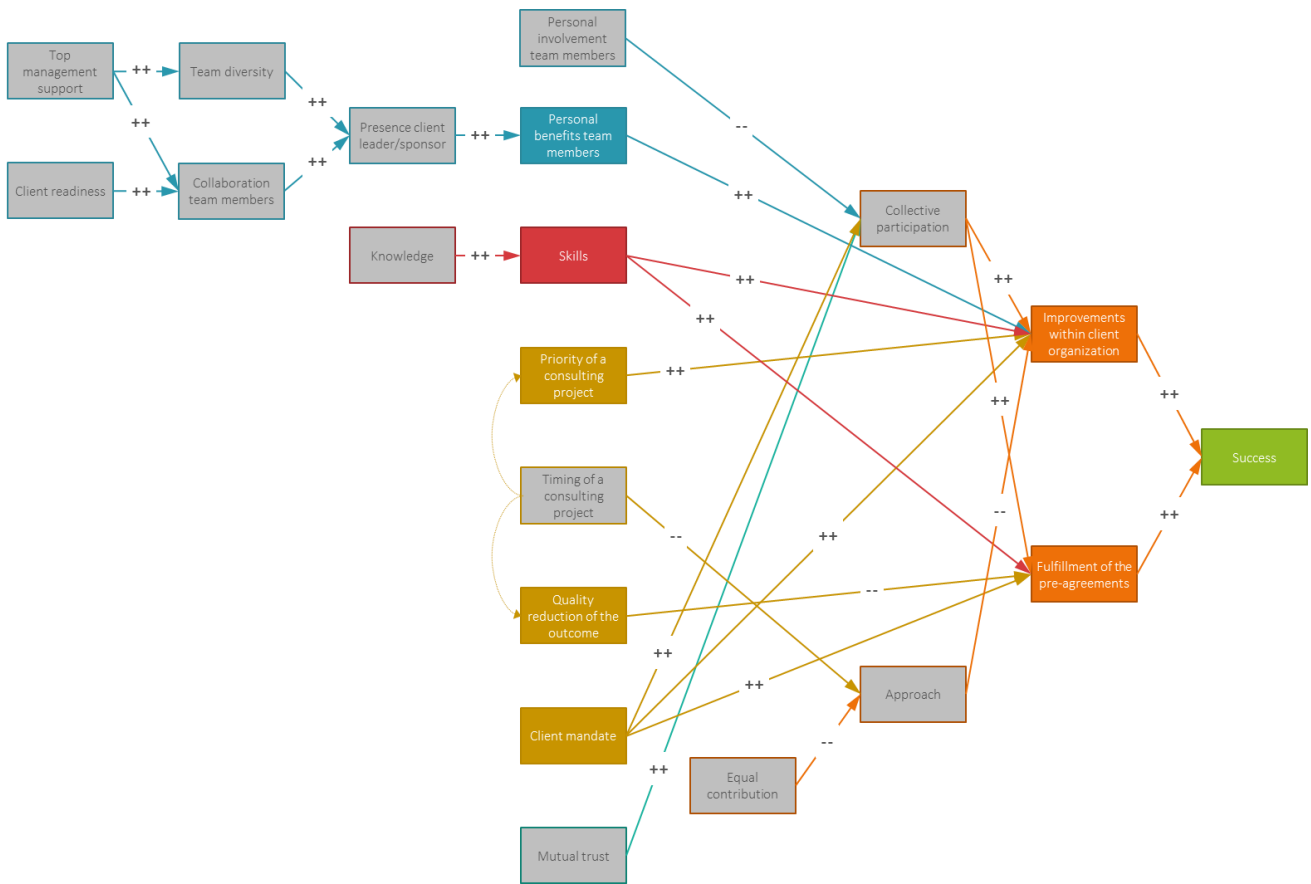 Personal
involvement
team members
Top
management
support
++
Team diversity
++
++
Presence client
leader/sponsor
++
Personal
benefits team
members
--
Client readiness
++
Collaboration
team members
++
++
Collective
participation
Knowledge
++
Skills
++
++
++
Improvements
within client
organization
Priority of a
consulting
project
++
++
++
Success
Timing of a
consulting
project
--
++
--
++
Quality
reduction of the
outcome
--
Fulfillment of the
pre-agreements
++
++
Approach
Client mandate
--
++
Equal
contribution
Mutual trust